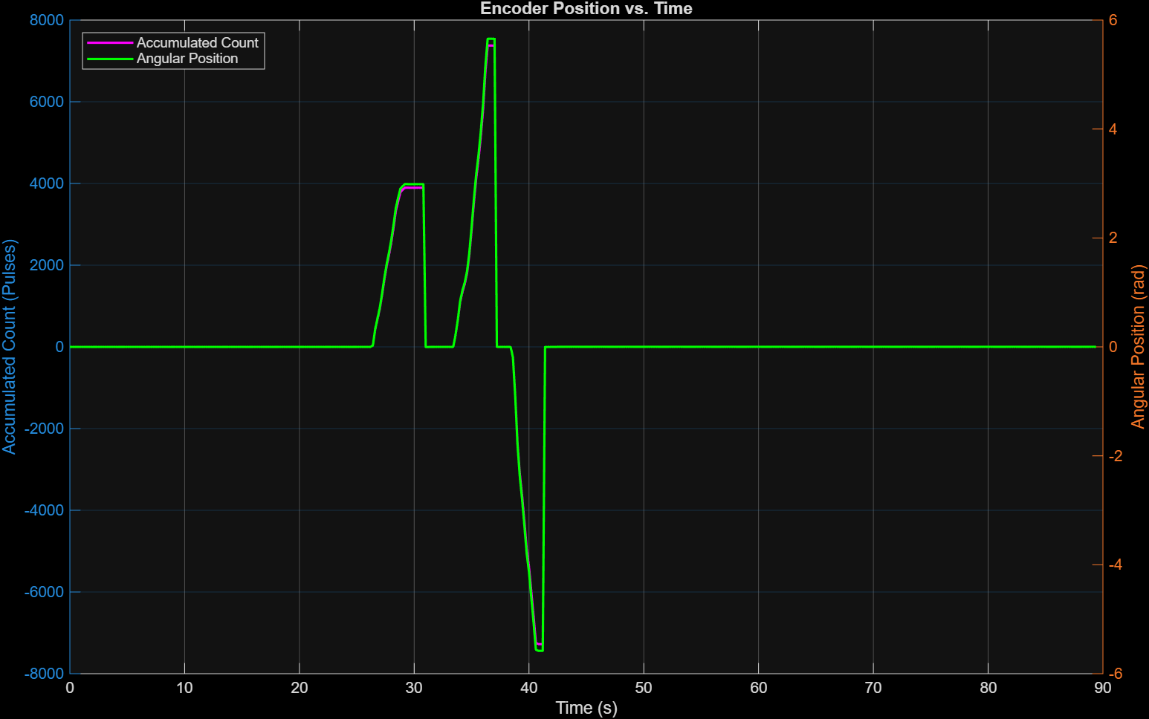 Encoder Position vs. Time
Accumulated Count
Angular Position
8000
6000
4000
2000
0
-2000
-4000
-6000
-8000
Accumulated Count (Pulses)
6
4
2
0
-2
-4
-6
Angular Position (rad)
0 10 20 30 40 50 60 70 80 90
Time (s)